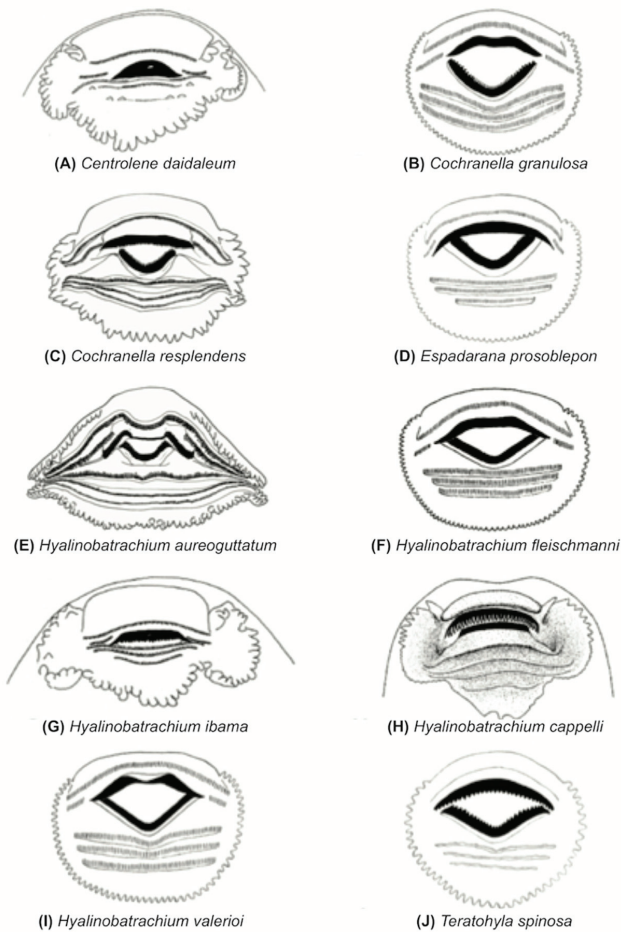 (A) Centrolene daidaleum
(B) Cochranella granulosa
(C) Cochranella resplendens
(D) Espadarana prosoblepon
(E) Hyalinobatrachium aureoguttatum
(F) Hyalinobatrachium fleischmanni
(G) Hyalinobatrachium ibama
(H) Hyalinobatrachium cappelli
(I) Hyalinobatrachium valerioi
(J) Teratohyla spinosa